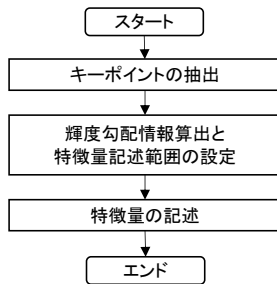 スタート
キーポイントの抽出
輝度勾配情報算出と
特徴量記述範囲の設定
特徴量の記述
エンド